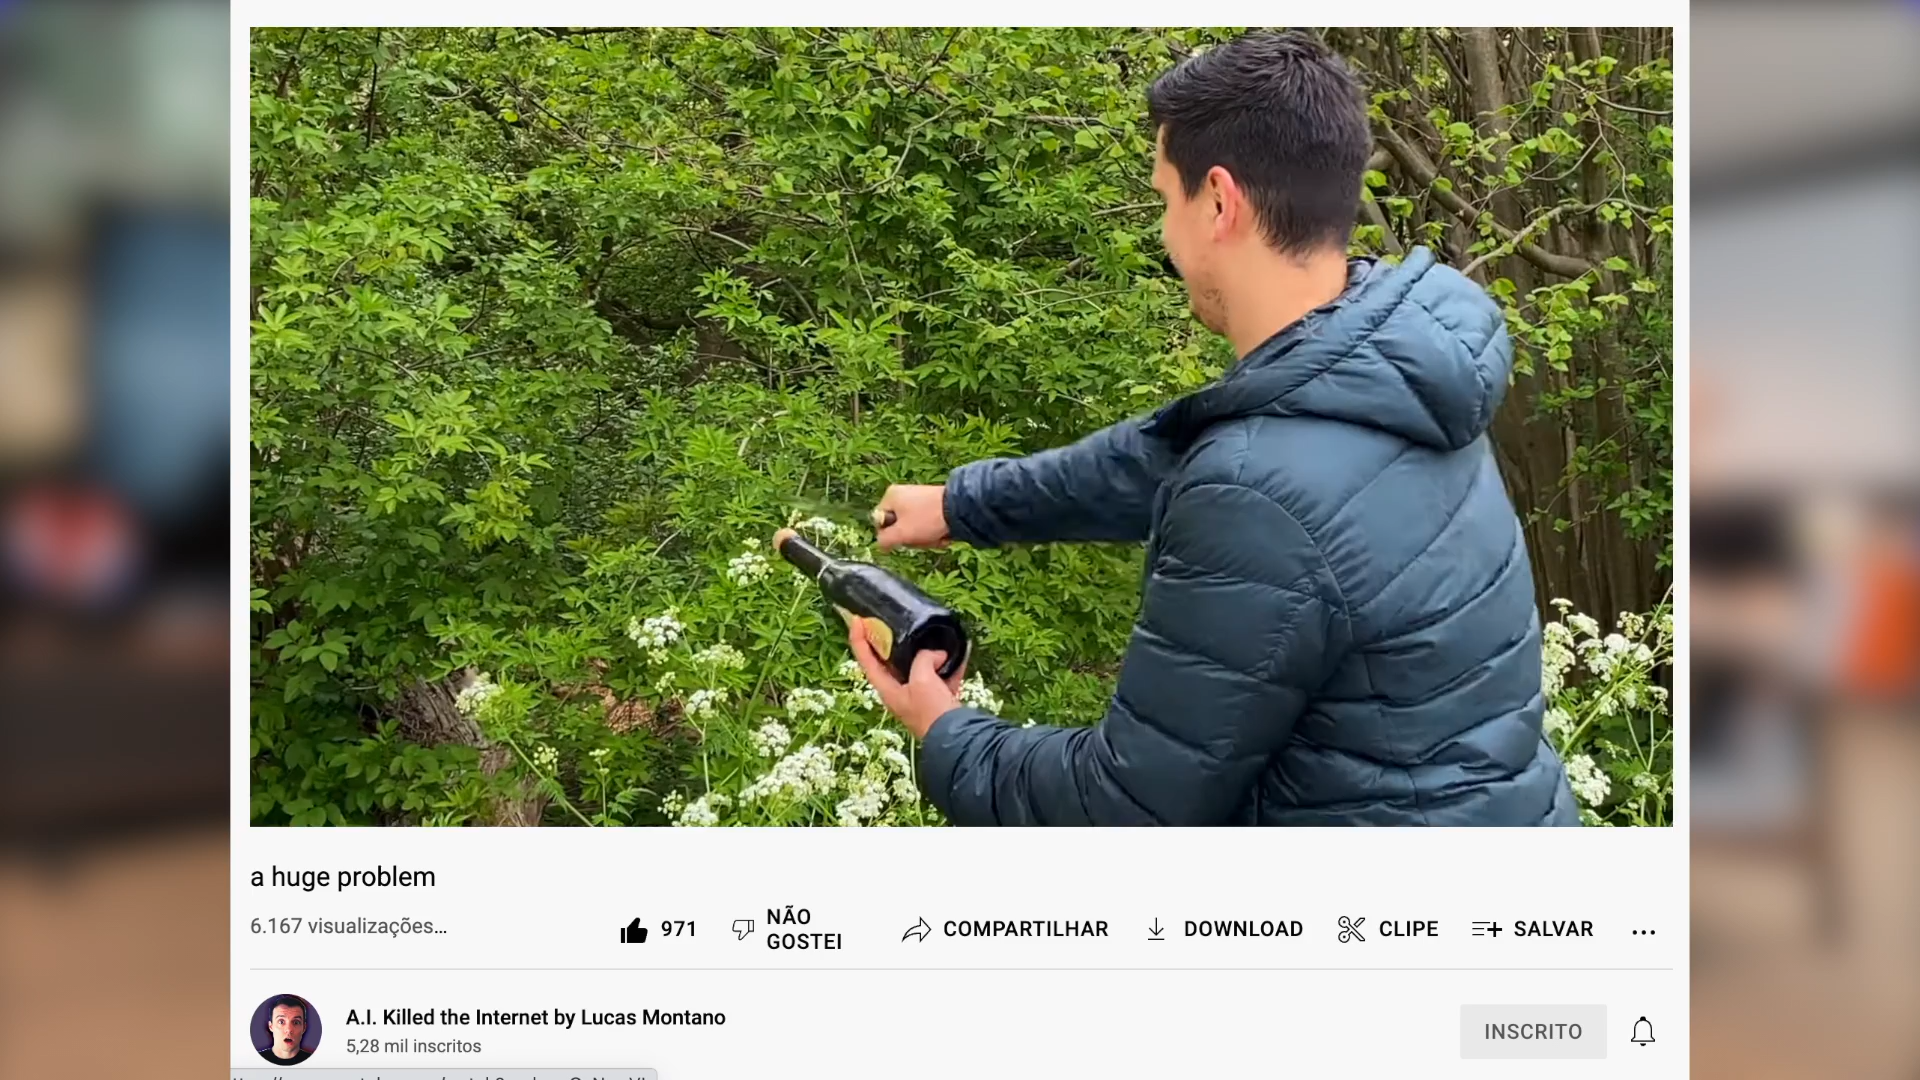 a huge problem
6.167 visualizações...
971
NÃO
GOSTEI
COMPARTILHAR
DOWNLOAD
CLIPE
SALVAR
A.I. Killed the Internet by Lucas Montano
5,28 mil inscritos
INSCRITO